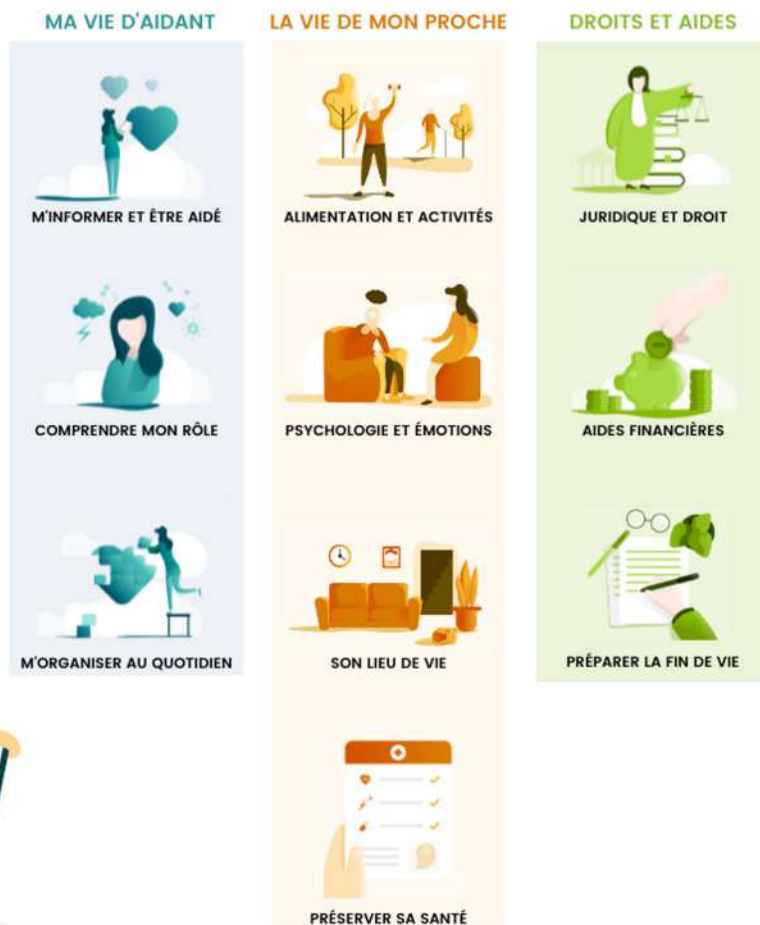 MA VIE D'AIDANT
M'INFORMER ET ÊTRE AIDÉ
COMPRENDRE MON RÔLE
M'ORGANISER AU QUOTIDIEN
LA VIE DE MON PROCHE
ALIMENTATION ET ACTIVITÉS
PSYCHOLOGIE ET ÉMOTIONS
SON LIEU DE VIE
PRÉSERVER SA SANTÉ
DROITS ET AIDES
JURIDIQUE ET DROIT
AIDES FINANCIÈRES
PRÉPARER LA FIN DE VIE